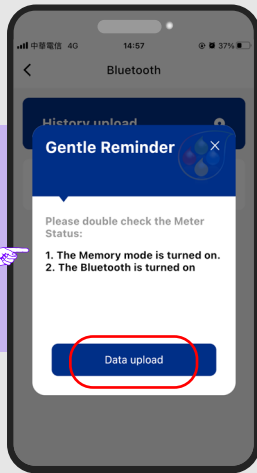 中華電信 4G 14:57 37%
Bluetooth
History upload
Gentle Reminder
Please double check the Meter
Status:
1. The Memory mode is turned on.
2. The Bluetooth is turned on
Data upload